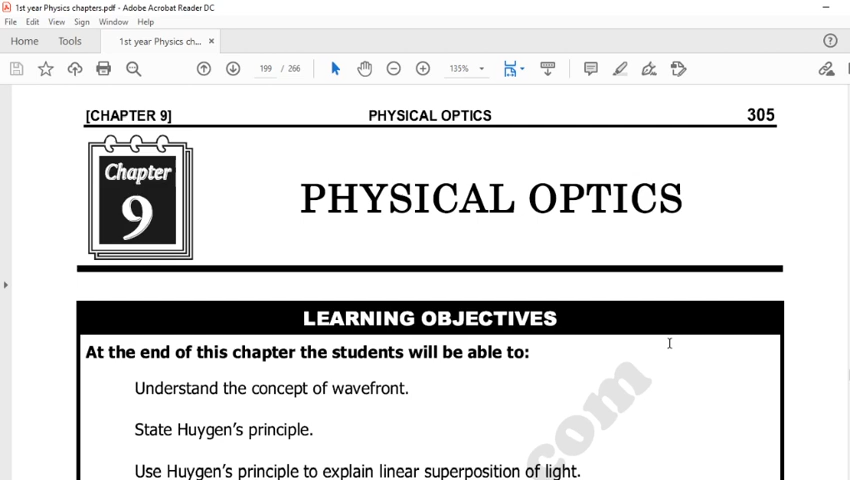 1st year Physics chapters.pdf - Adobe Acrobat Reader DC
File Edit View Sign Window Help
Home Tools 1st year Physics ch... ×
199 / 266 135%
[CHAPTER 9] PHYSICAL OPTICS 305
Chapter
9
PHYSICAL OPTICS
LEARNING OBJECTIVES
At the end of this chapter the students will be able to:
Understand the concept of wavefront.
State Huygen's principle.
Use Huygen's principle to explain linear superposition of light.
com